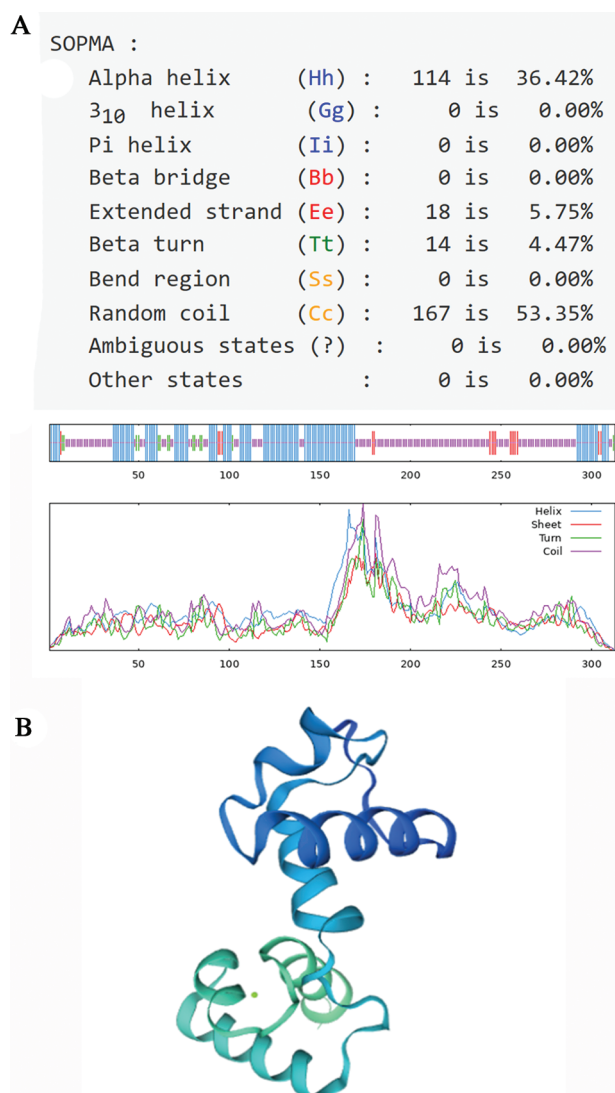 A
SOPMA :
Alpha helix (Hh) : 114 is 36.42%
3₁₀ helix (Gg) : 0 is 0.00%
Pi helix (Ii) : 0 is 0.00%
Beta bridge (Bb) : 0 is 0.00%
Extended strand (Ee) : 18 is 5.75%
Beta turn (Tt) : 14 is 4.47%
Bend region (Ss) : 0 is 0.00%
Random coil (Cc) : 167 is 53.35%
Ambiguous states (?) : 0 is 0.00%
Other states : 0 is 0.00%
50 100 150 200 250 300
Helix
Sheet
Turn
Coil
50 100 150 200 250 300
B